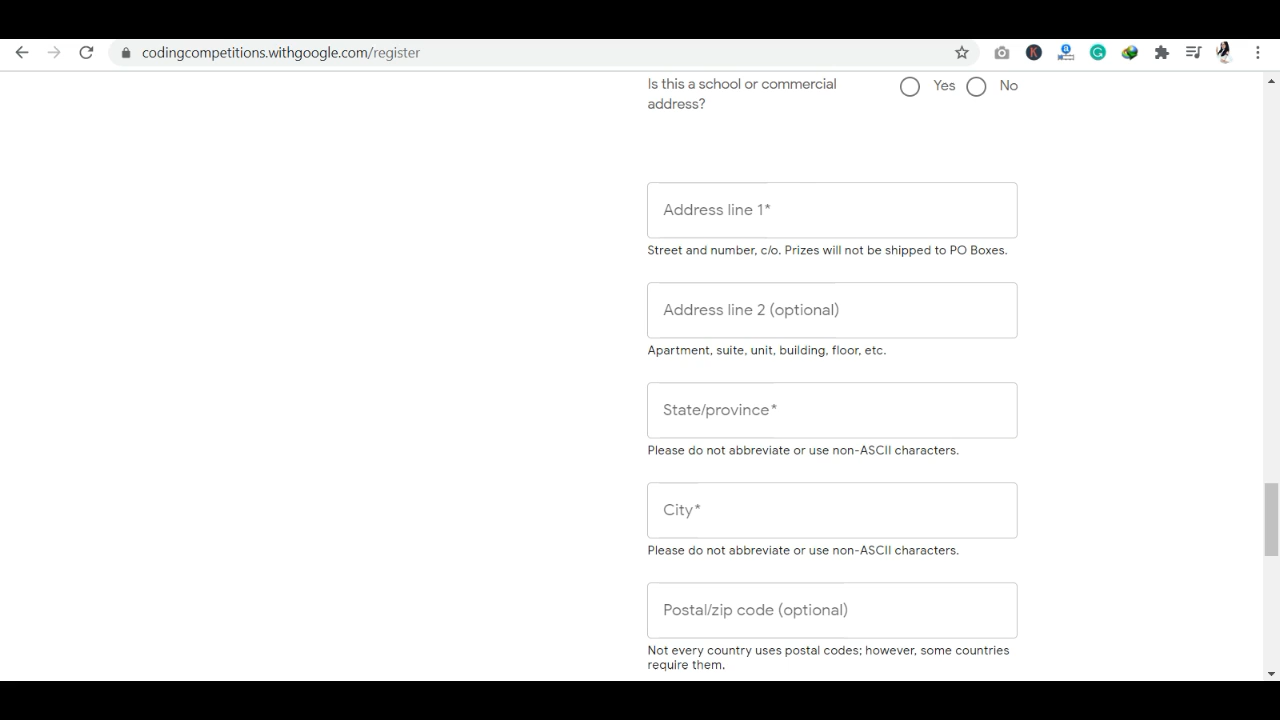 codingcompetitions.withgoogle.com/register
Is this a school or commercial
address?
Yes
No
Address line 1*
Street and number, c/o. Prizes will not be shipped to PO Boxes.
Address line 2 (optional)
Apartment, suite, unit, building, floor, etc.
State/province*
Please do not abbreviate or use non-ASCII characters.
City*
Please do not abbreviate or use non-ASCII characters.
Postal/zip code (optional)
Not every country uses postal codes; however, some countries
require them.